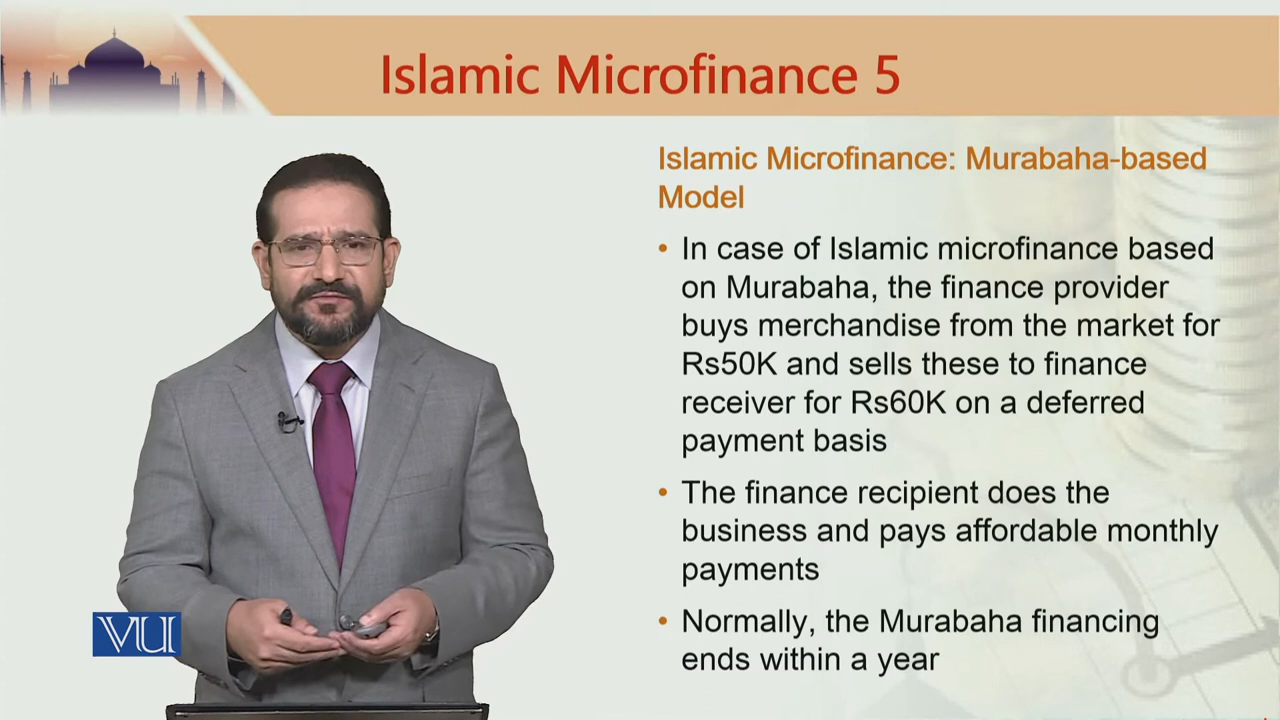 Islamic Microfinance 5
Islamic Microfinance: Murabaha-based
Model
• In case of Islamic microfinance based
on Murabaha, the finance provider
buys merchandise from the market for
Rs50K and sells these to finance
receiver for Rs60K on a deferred
payment basis
• The finance recipient does the
business and pays affordable monthly
payments
• Normally, the Murabaha financing
ends within a year
VU